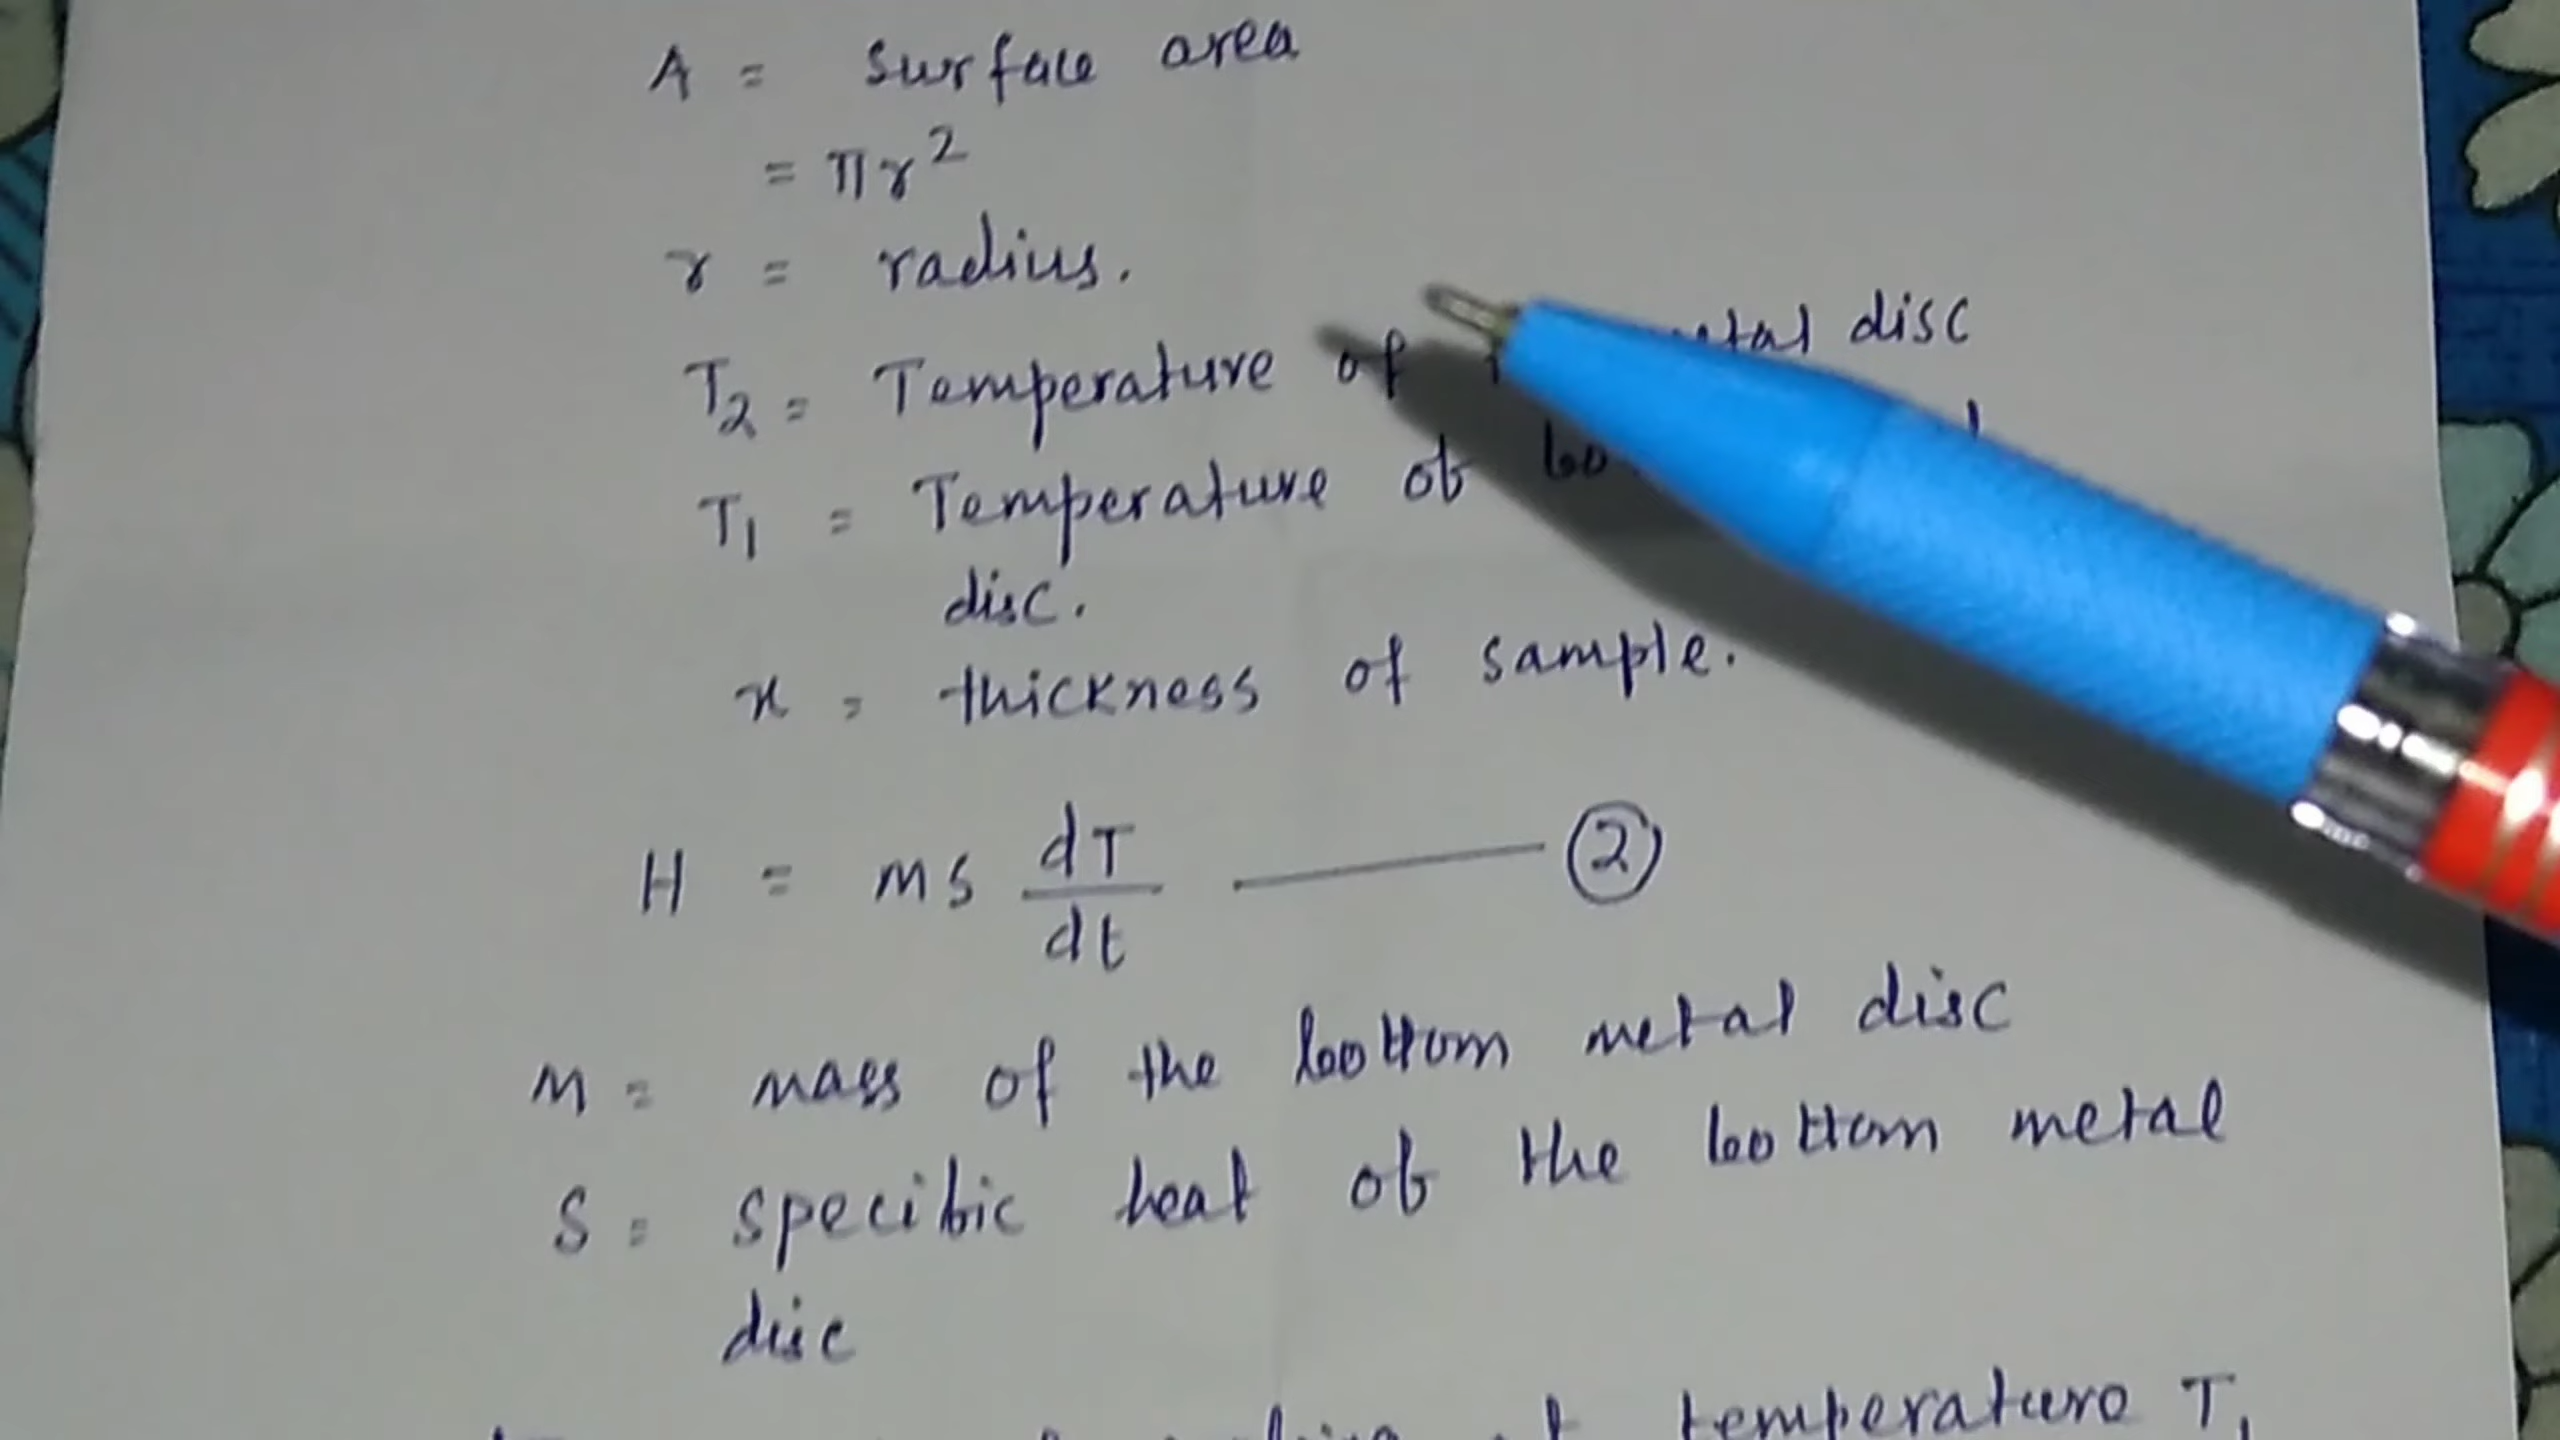 A = surface area
= πr²
r = radius.
T₂ = Temperature of metal disc
T₁ = Temperature of
disc.
x = thickness of sample.
H = ms dT/dt —— ②
m = mass of the bottom metal disc
S = specific heat of the bottom metal
disc
temperature T₁